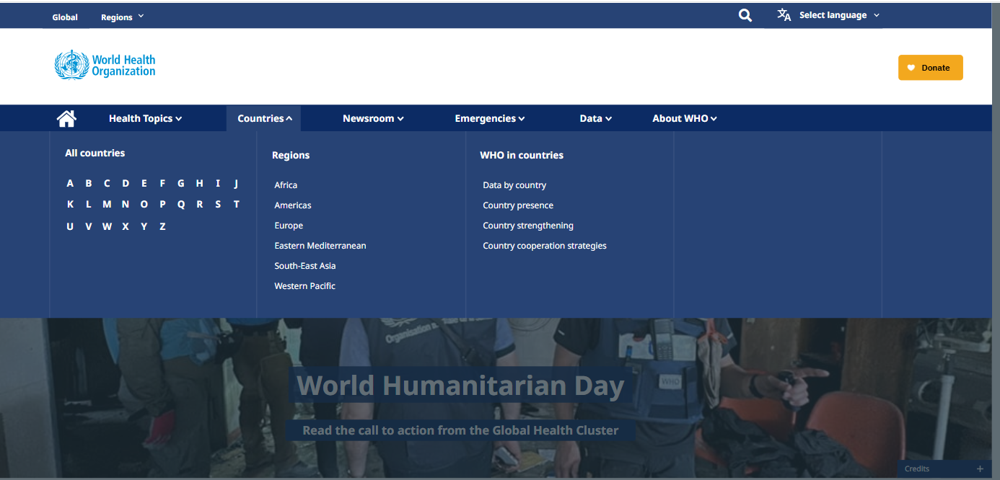 Global
Regions
Select language
World Health
Organization
Donate
Health Topics
Countries
Newsroom
Emergencies
Data
About WHO
All countries
A B C D E F G H I J
K L M N O P Q R S T
U V W X Y Z
Regions
Africa
Americas
Europe
Eastern Mediterranean
South-East Asia
Western Pacific
WHO in countries
Data by country
Country presence
Country strengthening
Country cooperation strategies
Organisation
WHO
World Humanitarian Day
Read the call to action from the Global Health Cluster
Credits +